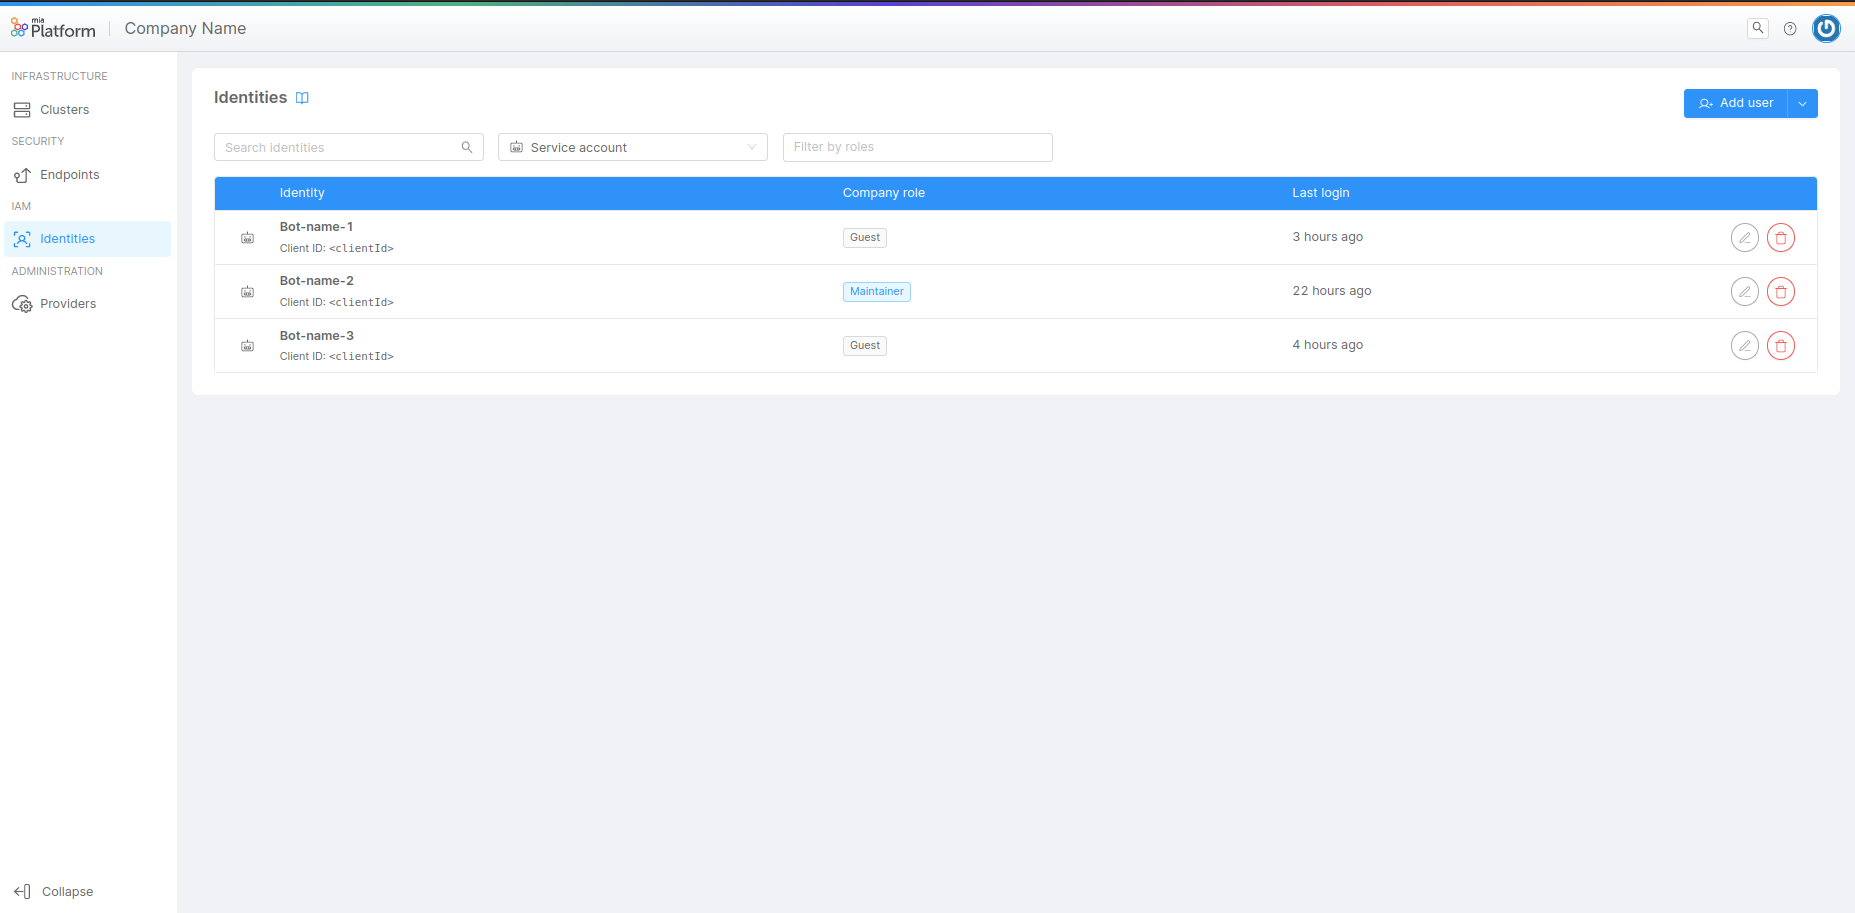 mia
Platform
Company Name
INFRASTRUCTURE
Clusters
SECURITY
Endpoints
IAM
Identities
ADMINISTRATION
Providers
Collapse
Identities
Add user
Search identities
Service account
Filter by roles
Identity Company role Last login
Bot-name-1
Client ID: <clientId>
Guest
3 hours ago
Bot-name-2
Client ID: <clientId>
Maintainer
22 hours ago
Bot-name-3
Client ID: <clientId>
Guest
4 hours ago